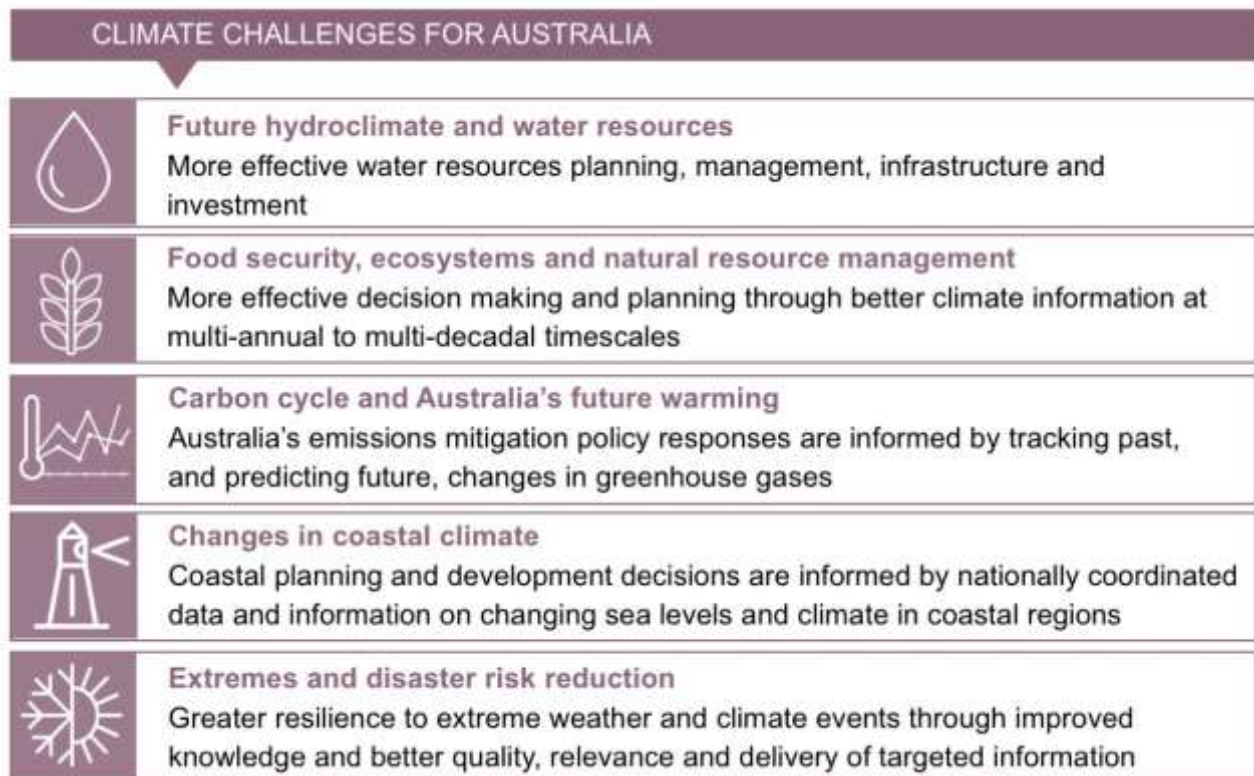 CLIMATE CHALLENGES FOR AUSTRALIA
Future hydroclimate and water resources
More effective water resources planning, management, infrastructure and
investment
Food security, ecosystems and natural resource management
More effective decision making and planning through better climate information at
multi-annual to multi-decadal timescales
Carbon cycle and Australia's future warming
Australia's emissions mitigation policy responses are informed by tracking past,
and predicting future, changes in greenhouse gases
Changes in coastal climate
Coastal planning and development decisions are informed by nationally coordinated
data and information on changing sea levels and climate in coastal regions
Extremes and disaster risk reduction
Greater resilience to extreme weather and climate events through improved
knowledge and better quality, relevance and delivery of targeted information